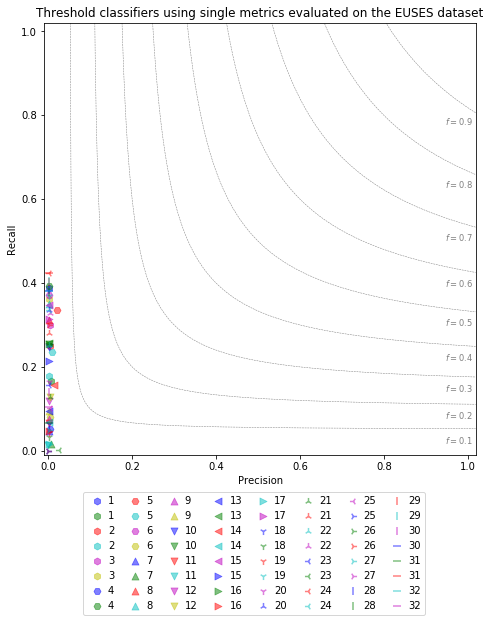 Threshold classifiers using single metrics evaluated on the EUSES dataset
1.0
0.8
0.6
0.4
0.2
0.0
Recall
f=0.9
f=0.8
f=0.7
f=0.6
f=0.5
f=0.4
f=0.3
f=0.2
f=0.1
0.0 0.2 0.4 0.6 0.8 1.0
Precision
1 5 9 13 17 21 25 29
1 5 9 13 17 21 25 29
2 6 10 14 18 22 26 30
2 6 10 14 18 22 26 30
3 7 11 15 19 23 27 31
3 7 11 15 19 23 27 31
4 8 12 16 20 24 28 32
4 8 12 16 20 24 28 32